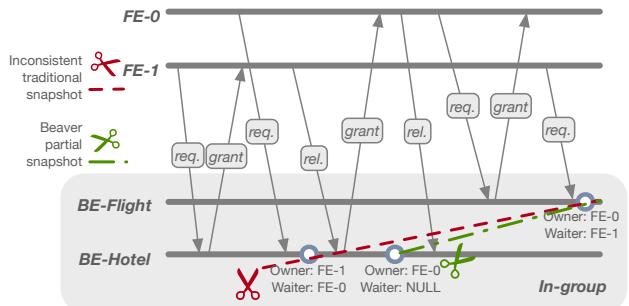 FE-0
Inconsistent
traditional
snapshot
FE-1
Beaver
partial
snapshot
req.
grant
req.
rel.
grant
rel.
req.
grant
req.
BE-Flight
Owner: FE-0
Waiter: FE-1
BE-Hotel
Owner: FE-1
Waiter: FE-0
Owner: FE-0
Waiter: NULL
In-group